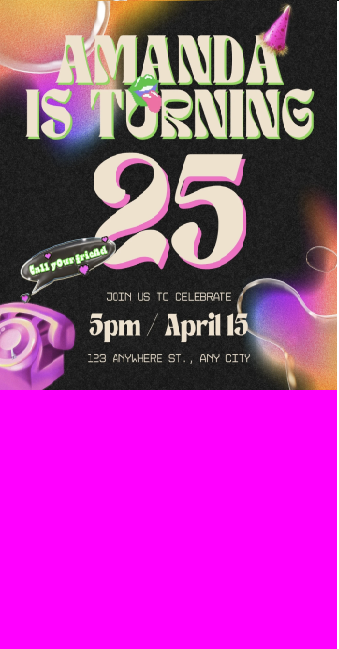 AMANDA
IS TURNING
25
Call your friend
JOIN US TO CELEBRATE
5pm / April 15
123 ANYWHERE ST., ANY CITY